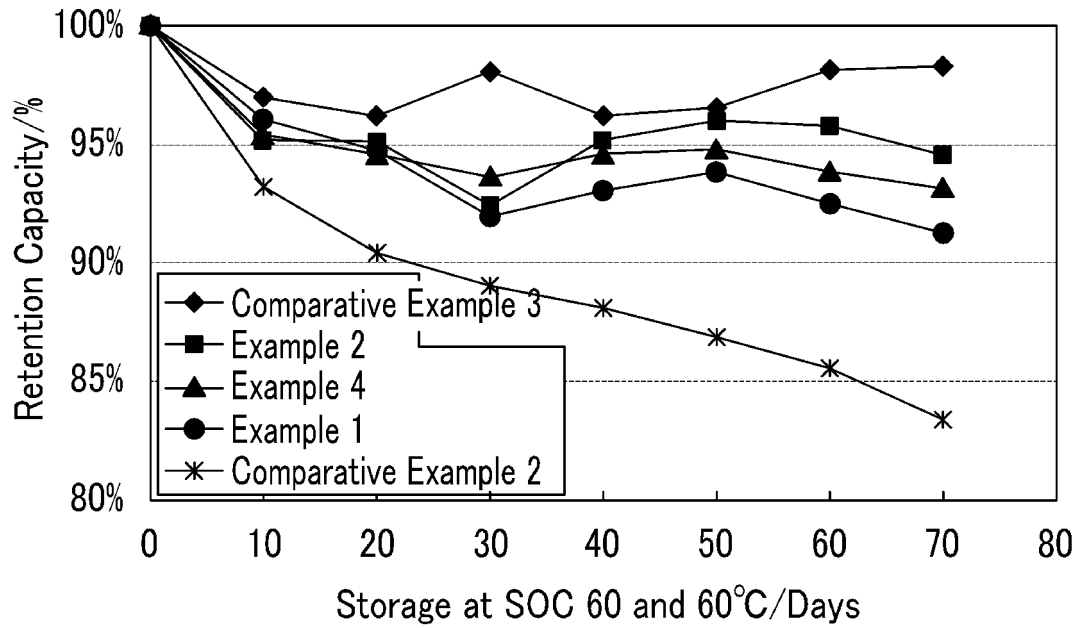 100%
95%
90%
85%
80%
Retention Capacity/%
Comparative Example 3
Example 2
Example 4
Example 1
Comparative Example 2
0 10 20 30 40 50 60 70 80
Storage at SOC 60 and 60°C/Days